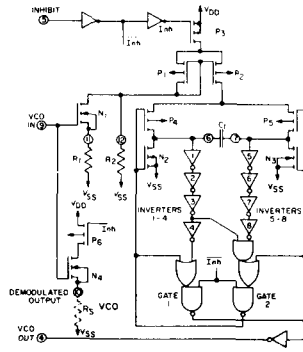 INHIBIT 5
Inh
VDD
P3
P1 P2
VCO IN 9
N1
11
12
R1
R2
VSS
VSS
P4
6 C1 7
P5
N2
N3
VSS
VSS
1 5
2 6
3 7
4 8
INVERTERS 1-4
INVERTERS 5-8
VDD
Inh
P6
N4
10
DEMODULATED OUTPUT
R5
VSS
VCO
Inh
GATE 1
GATE 2
VCO OUT 4